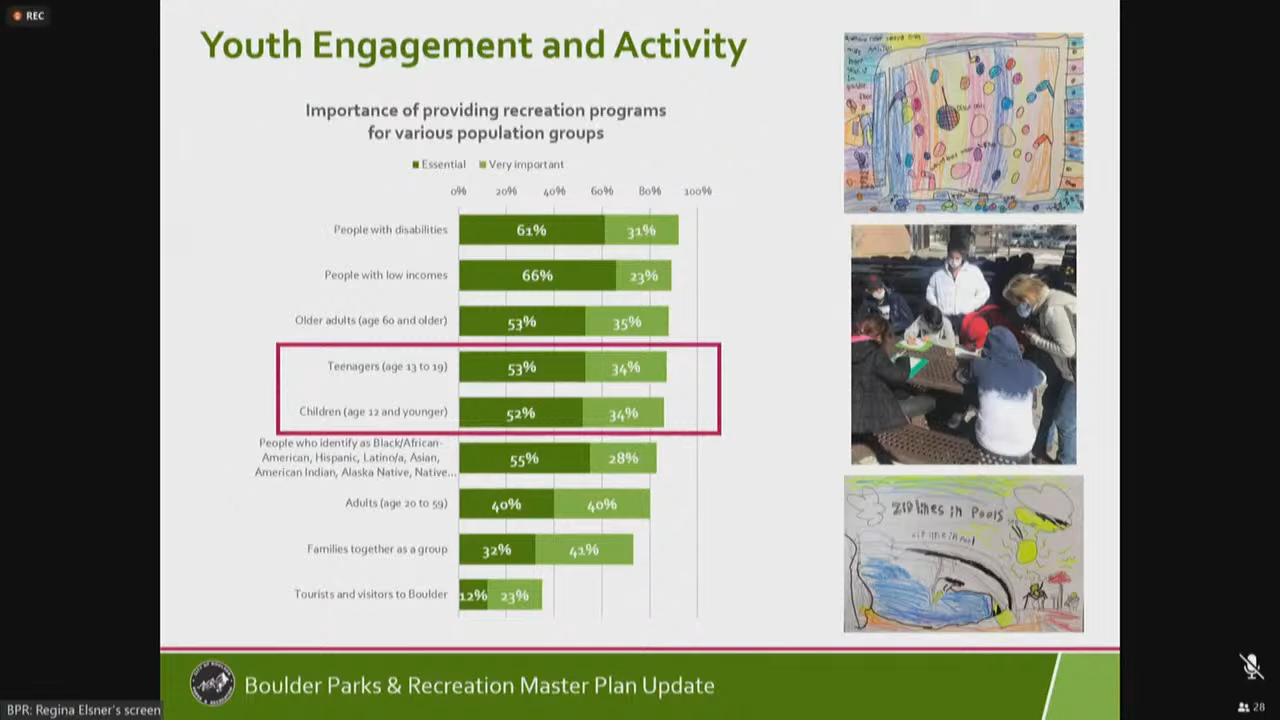 REC
Youth Engagement and Activity
Importance of providing recreation programs
for various population groups
Essential Very important
0% 20% 40% 60% 80% 100%
People with disabilities 61% 31%
People with low incomes 66% 23%
Older adults (age 60 and older) 53% 35%
Teenagers (age 13 to 19) 53% 34%
Children (age 12 and younger) 52% 34%
People who identify as Black/African-
American, Hispanic, Latino/a, Asian,
American Indian, Alaska Native, Native...
55% 28%
Adults (age 20 to 59) 40% 40%
Families together as a group 32% 41%
Tourists and visitors to Boulder 12% 23%
ziplines in Pools
Boulder Parks & Recreation Master Plan Update
BPR: Regina Elsner's screen
28